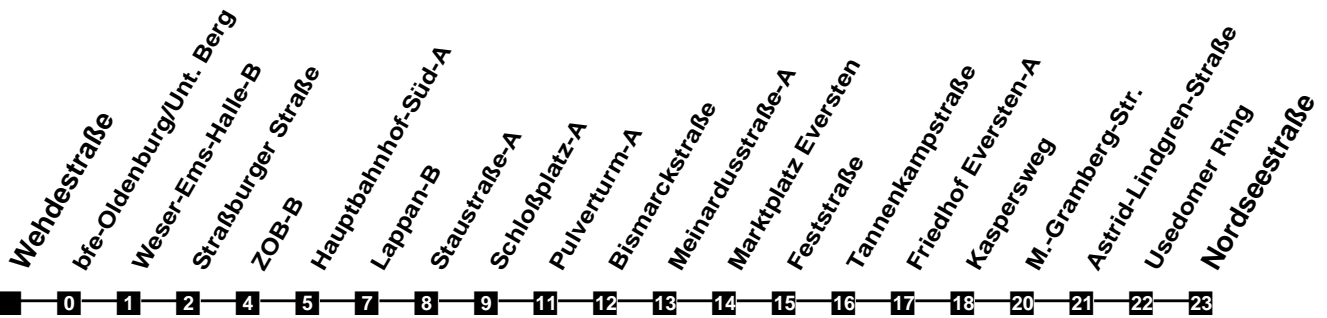 Wehdestraße
bfe-Oldenburg/Unt. Berg
Weser-Ems-Halle-B
Straßburger Straße
ZOB-B
Hauptbahnhof-Süd-A
Lappan-B
Staustraße-A
Schloßplatz-A
Pulverturm-A
Bismarckstraße
Meinardusstraße-A
Marktplatz Eversten
Feststraße
Tannenkampstraße
Friedhof Eversten-A
Kaspersweg
M.-Gramberg-Str.
Astrid-Lindgren-Straße
Usedomer Ring
Nordseestraße
0 1 2 4 5 7 8 9 11 12 13 14 15 16 17 18 20 21 22 23